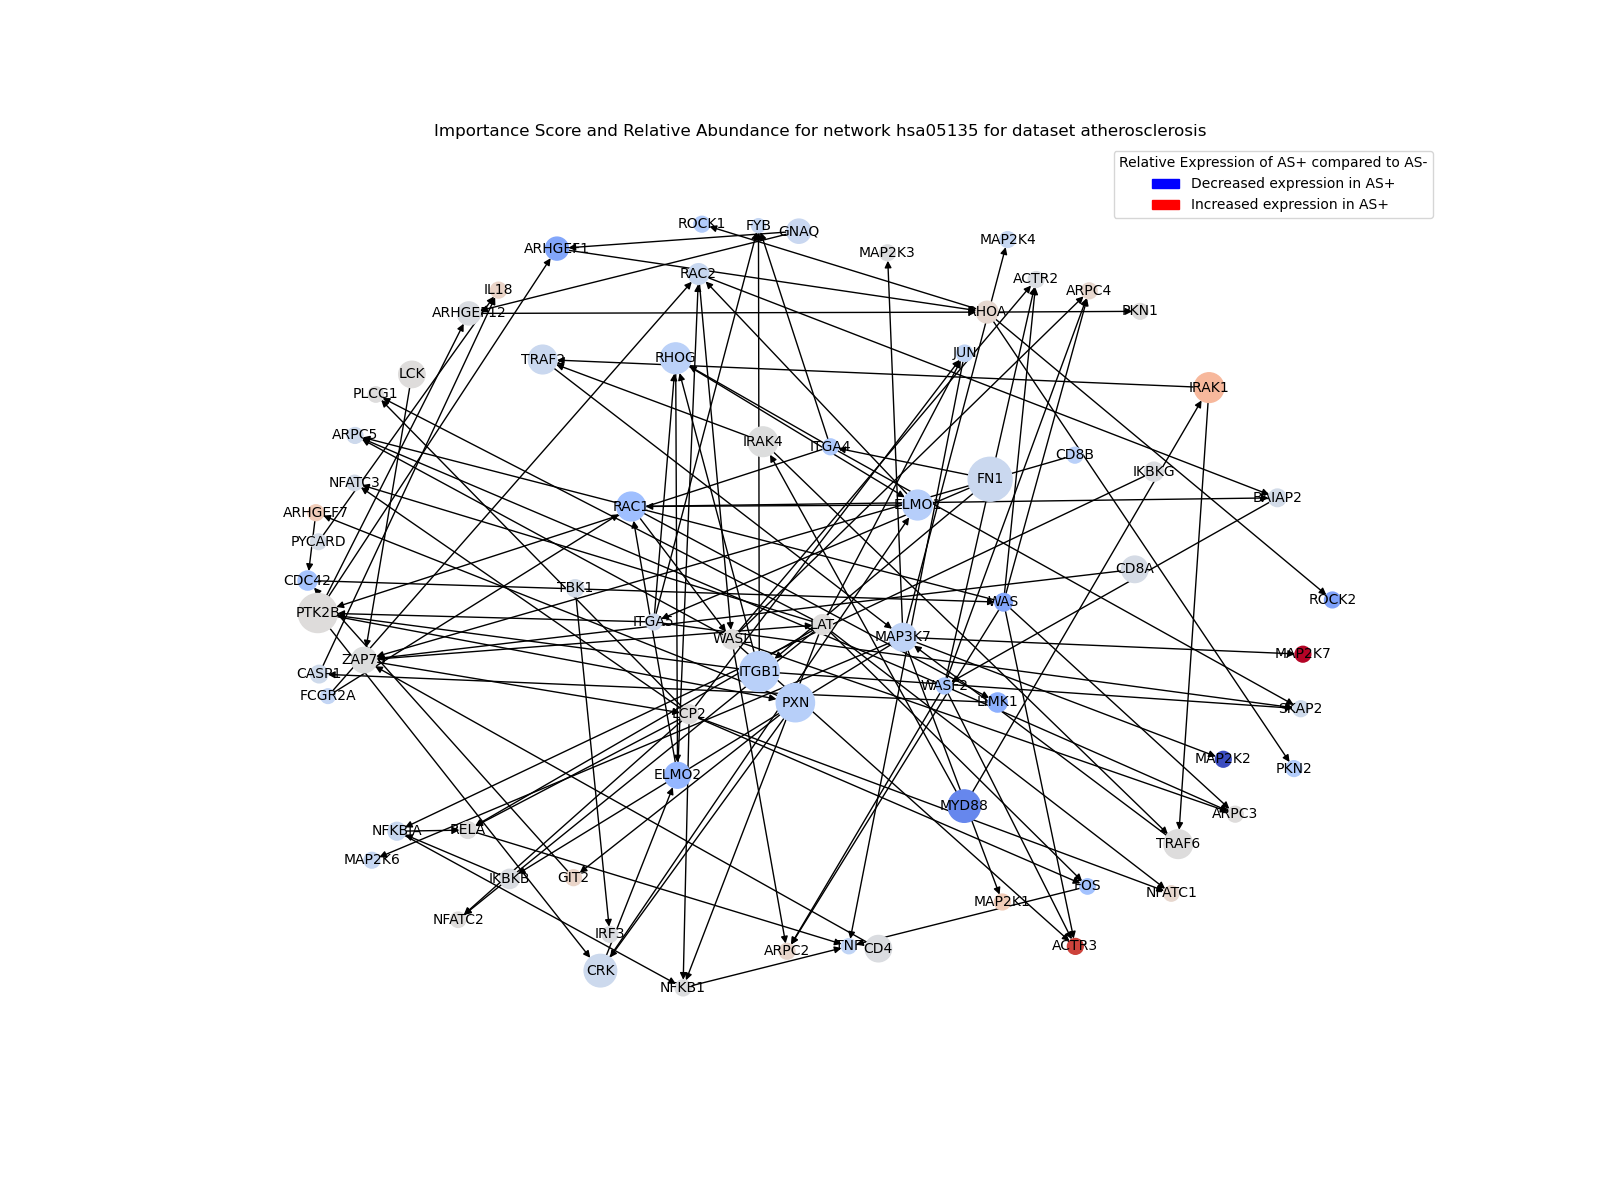 Importance Score and Relative Abundance for network hsa05135 for dataset atherosclerosis
Relative Expression of AS+ compared to AS-
Decreased expression in AS+
Increased expression in AS+
ROCK1
FYB
GNAQ
MAP2K4
ARHGEF1
MAP2K3
RAC2
ACTR2
IL18
ARPC4
ARHGEF12
RHOA
PKN1
JUN
TRAF2
RHOG
LCK
IRAK1
PLCG1
ARPC5
IRAK4
ITGA4
CD8B
IKBKG
NFATC3
FN1
BAIAP2
ARHGEF7
RAC1
PYCARD
CD8A
CDC42
TBK1
WAS
ROCK2
PTK2B
ITGA5
LAT
WASL
MAP3K7
MAP2K7
ZAP70
CASP1
ITGB1
WASF2
FCGR2A
PXN
LIMK1
SKAP2
LCP2
MAP2K2
PKN2
ELMO2
MYD88
ARPC3
NFKBIA
RELA
TRAF6
MAP2K6
IKBKB
GIT2
FOS
NFATC1
MAP2K1
NFATC2
IRF3
ARPC2
TNF
CD4
ACTR3
CRK
NFKB1